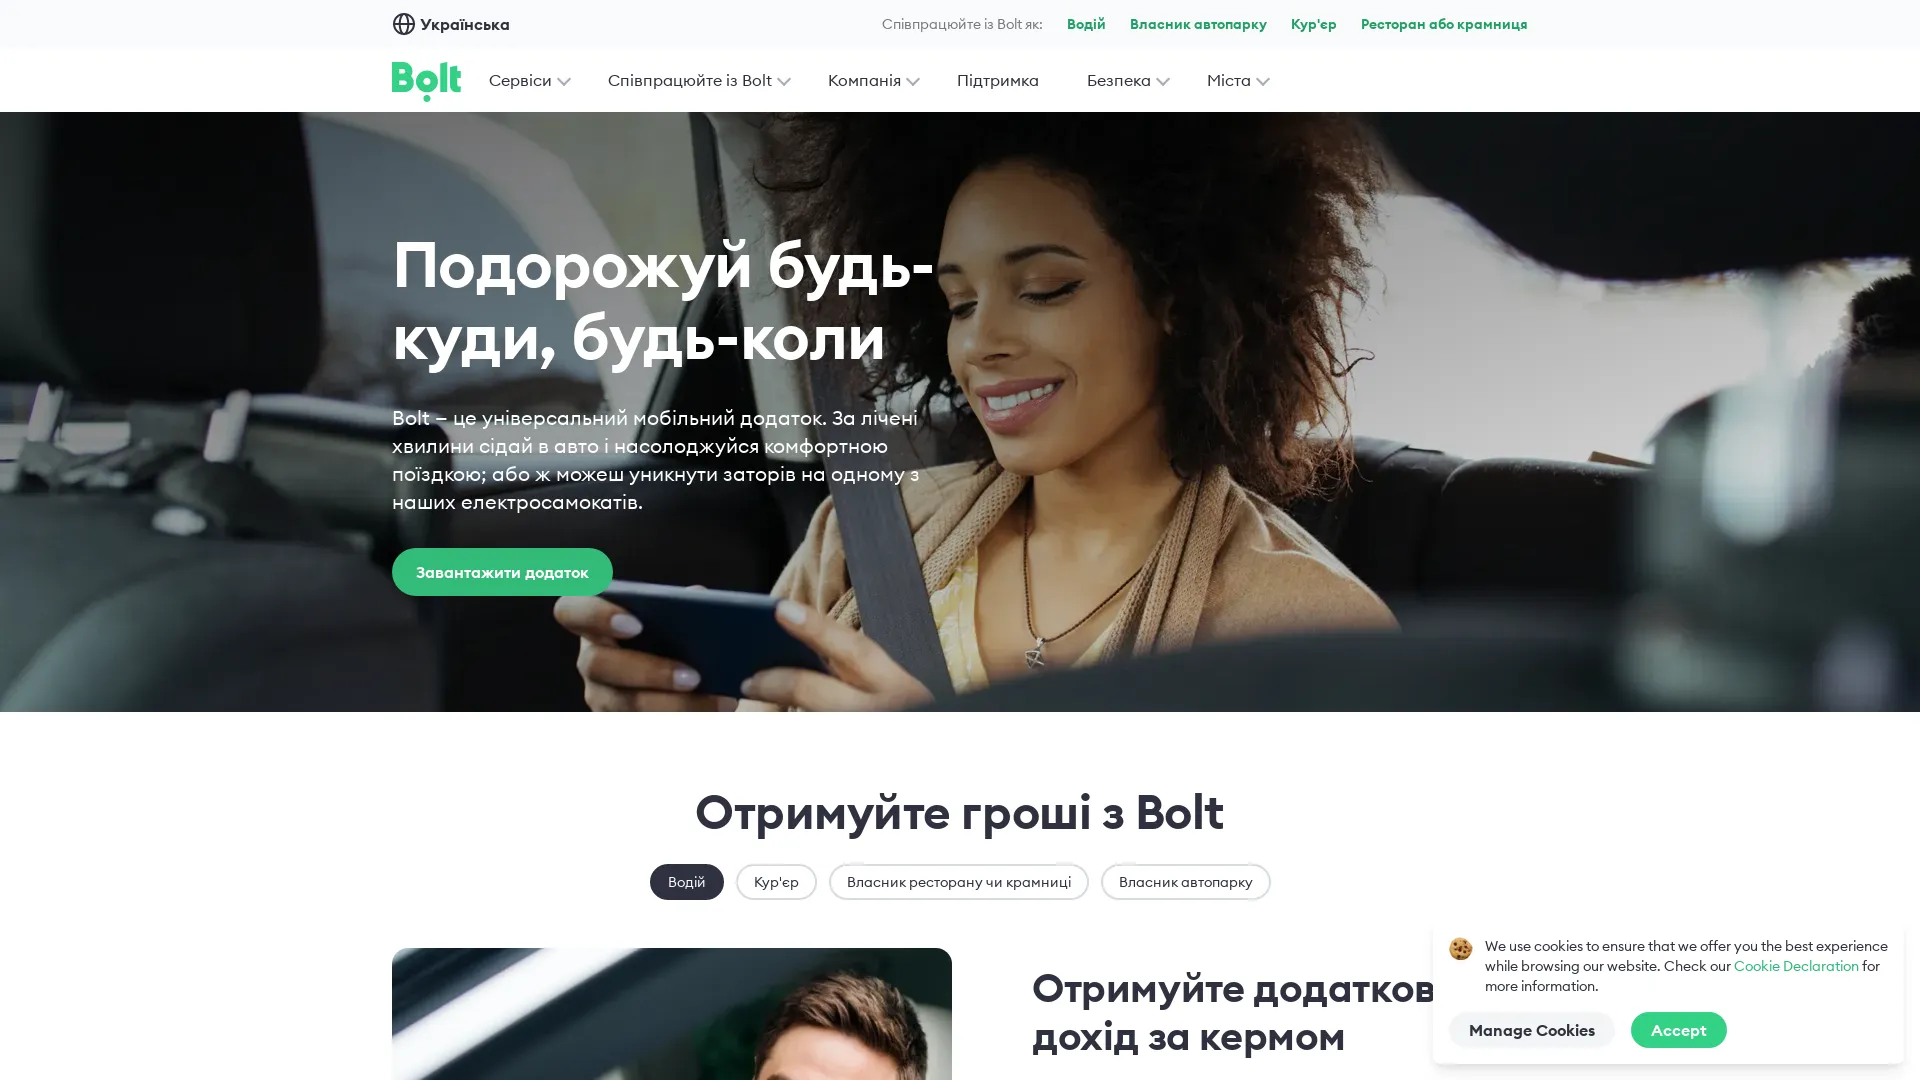 Українська
Співпрацюйте із Bolt як:
Водій
Власник автопарку
Кур'єр
Ресторан або крамниця
Bolt
Сервіси
Співпрацюйте із Bolt
Компанія
Підтримка
Безпека
Міста
Подорожуй будь-
куди, будь-коли
Bolt – це універсальний мобільний додаток. За лічені
хвилини сідай в авто і насолоджуйся комфортною
поїздкою; або ж можеш уникнути заторів на одному з
наших електросамокатів.
Завантажити додаток
Отримуйте гроші з Bolt
Водій
Кур'єр
Власник ресторану чи крамниці
Власник автопарку
Отримуйте додатков
дохід за кермом
We use cookies to ensure that we offer you the best experience
while browsing our website. Check our Cookie Declaration for
more information.
Manage Cookies
Accept